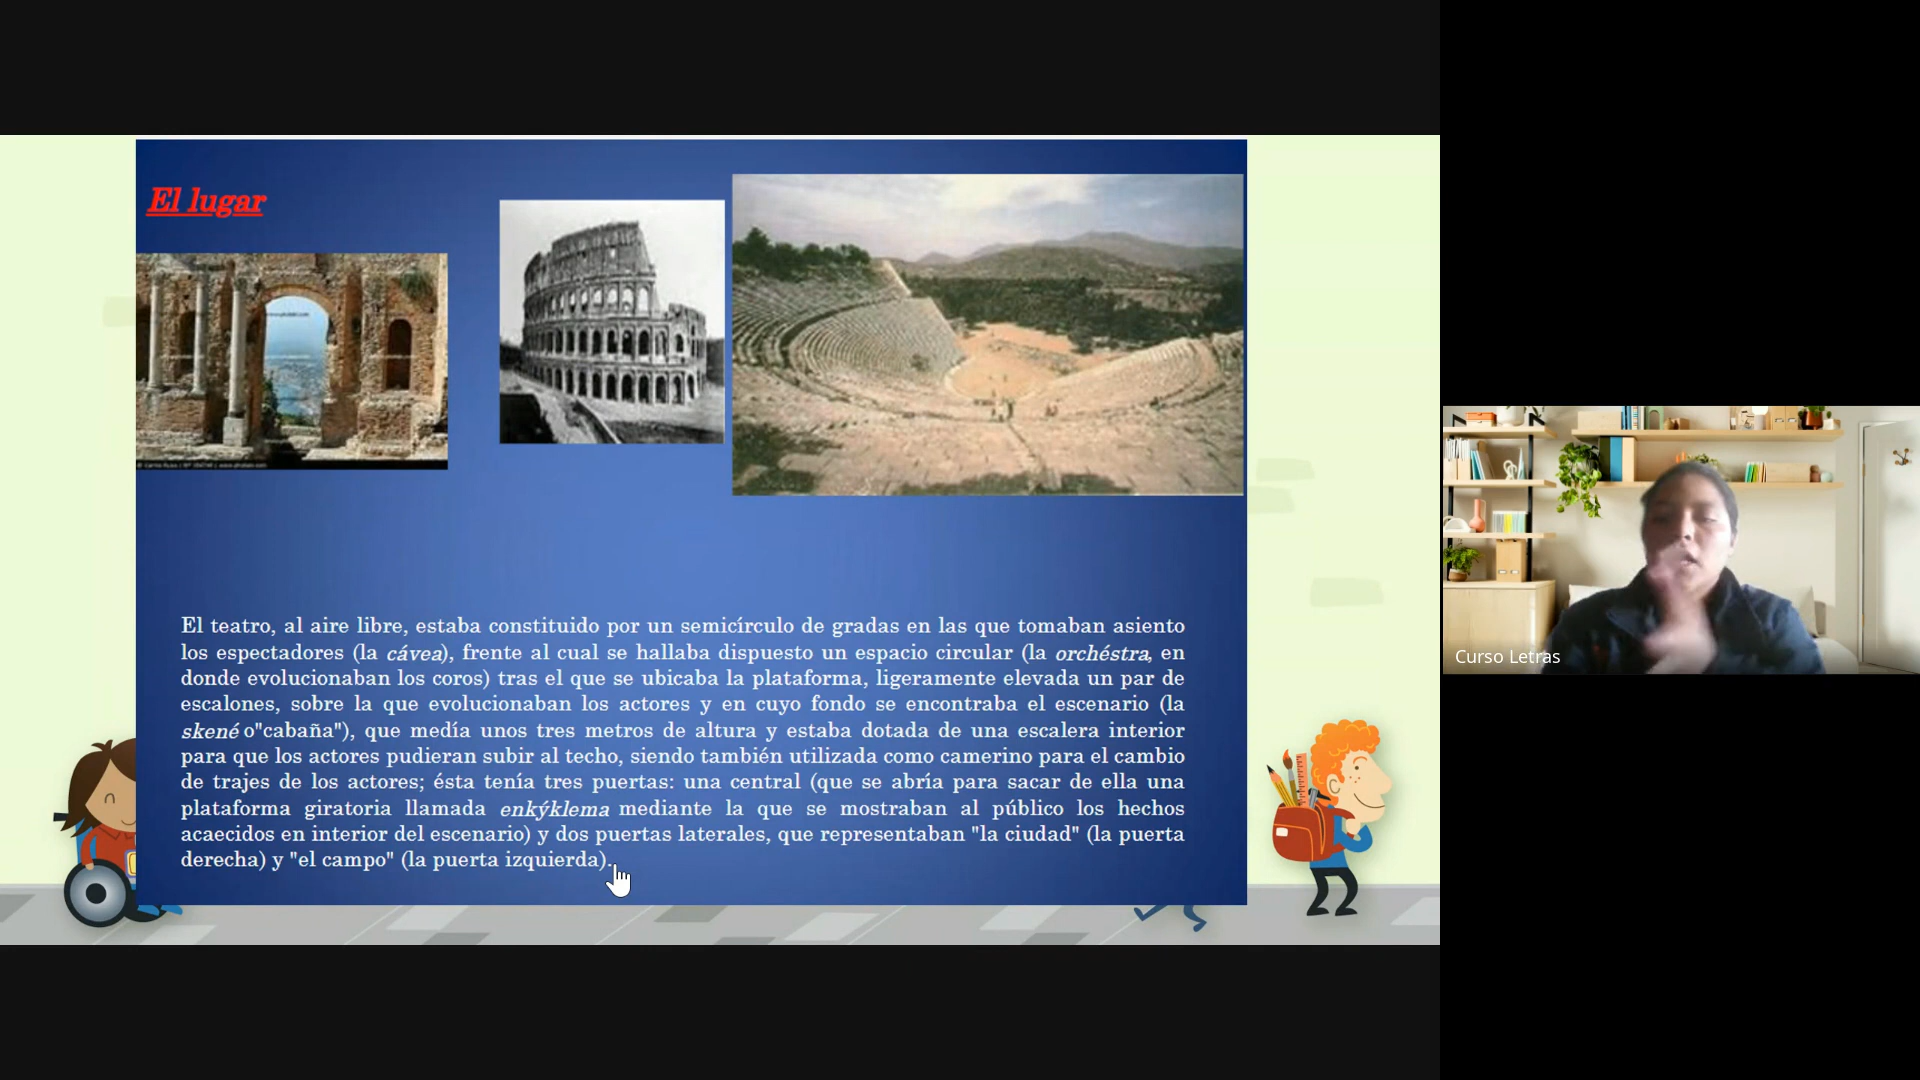 El lugar
El teatro, al aire libre, estaba constituido por un semicírculo de gradas en las que tomaban asiento
los espectadores (la cávea), frente al cual se hallaba dispuesto un espacio circular (la orchéstra, en
donde evolucionaban los coros) tras el que se ubicaba la plataforma, ligeramente elevada un par de
escalones, sobre la que evolucionaban los actores y en cuyo fondo se encontraba el escenario (la
skené o"cabaña"), que medía unos tres metros de altura y estaba dotada de una escalera interior
para que los actores pudieran subir al techo, siendo también utilizada como camerino para el cambio
de trajes de los actores; ésta tenía tres puertas: una central (que se abría para sacar de ella una
plataforma giratoria llamada enkýklema mediante la que se mostraban al público los hechos
acaecidos en interior del escenario) y dos puertas laterales, que representaban "la ciudad" (la puerta
derecha) y "el campo" (la puerta izquierda).
Curso Letras